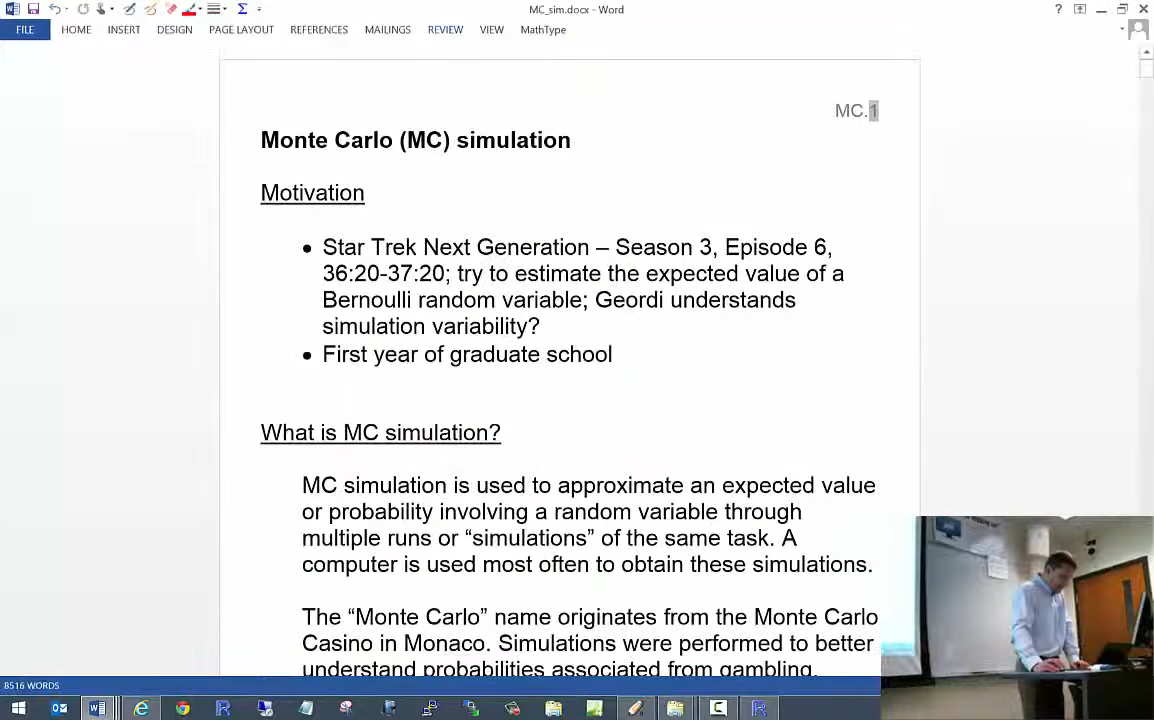 MC_sim.docx - Word
FILE HOME INSERT DESIGN PAGE LAYOUT REFERENCES MAILINGS REVIEW VIEW MathType
MC.1
Monte Carlo (MC) simulation
Motivation
• Star Trek Next Generation – Season 3, Episode 6,
36:20-37:20; try to estimate the expected value of a
Bernoulli random variable; Geordi understands
simulation variability?
• First year of graduate school
What is MC simulation?
MC simulation is used to approximate an expected value
or probability involving a random variable through
multiple runs or “simulations” of the same task. A
computer is used most often to obtain these simulations.
The “Monte Carlo” name originates from the Monte Carlo
Casino in Monaco. Simulations were performed to better
understand probabilities associated from gambling.
8516 WORDS